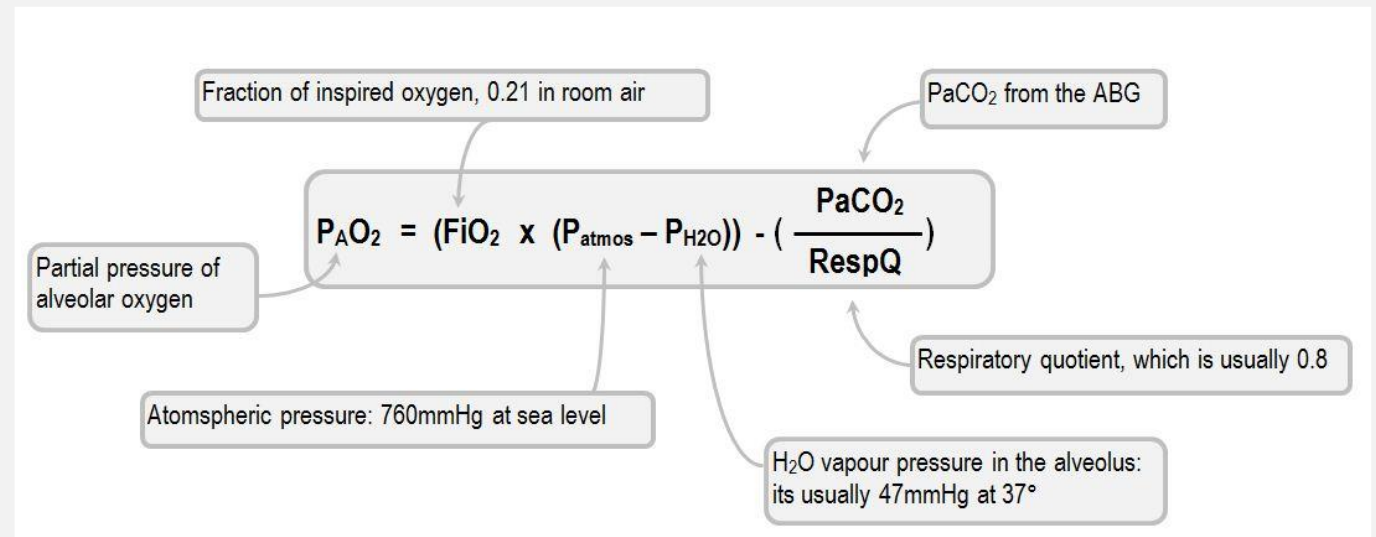 Fraction of inspired oxygen, 0.21 in room air
PaCO₂ from the ABG
PAO₂ = (FiO₂ x (Patmos – PH2O)) - ( PaCO₂ / RespQ )
Partial pressure of
alveolar oxygen
Respiratory quotient, which is usually 0.8
Atomspheric pressure: 760mmHg at sea level
H₂O vapour pressure in the alveolus:
its usually 47mmHg at 37°